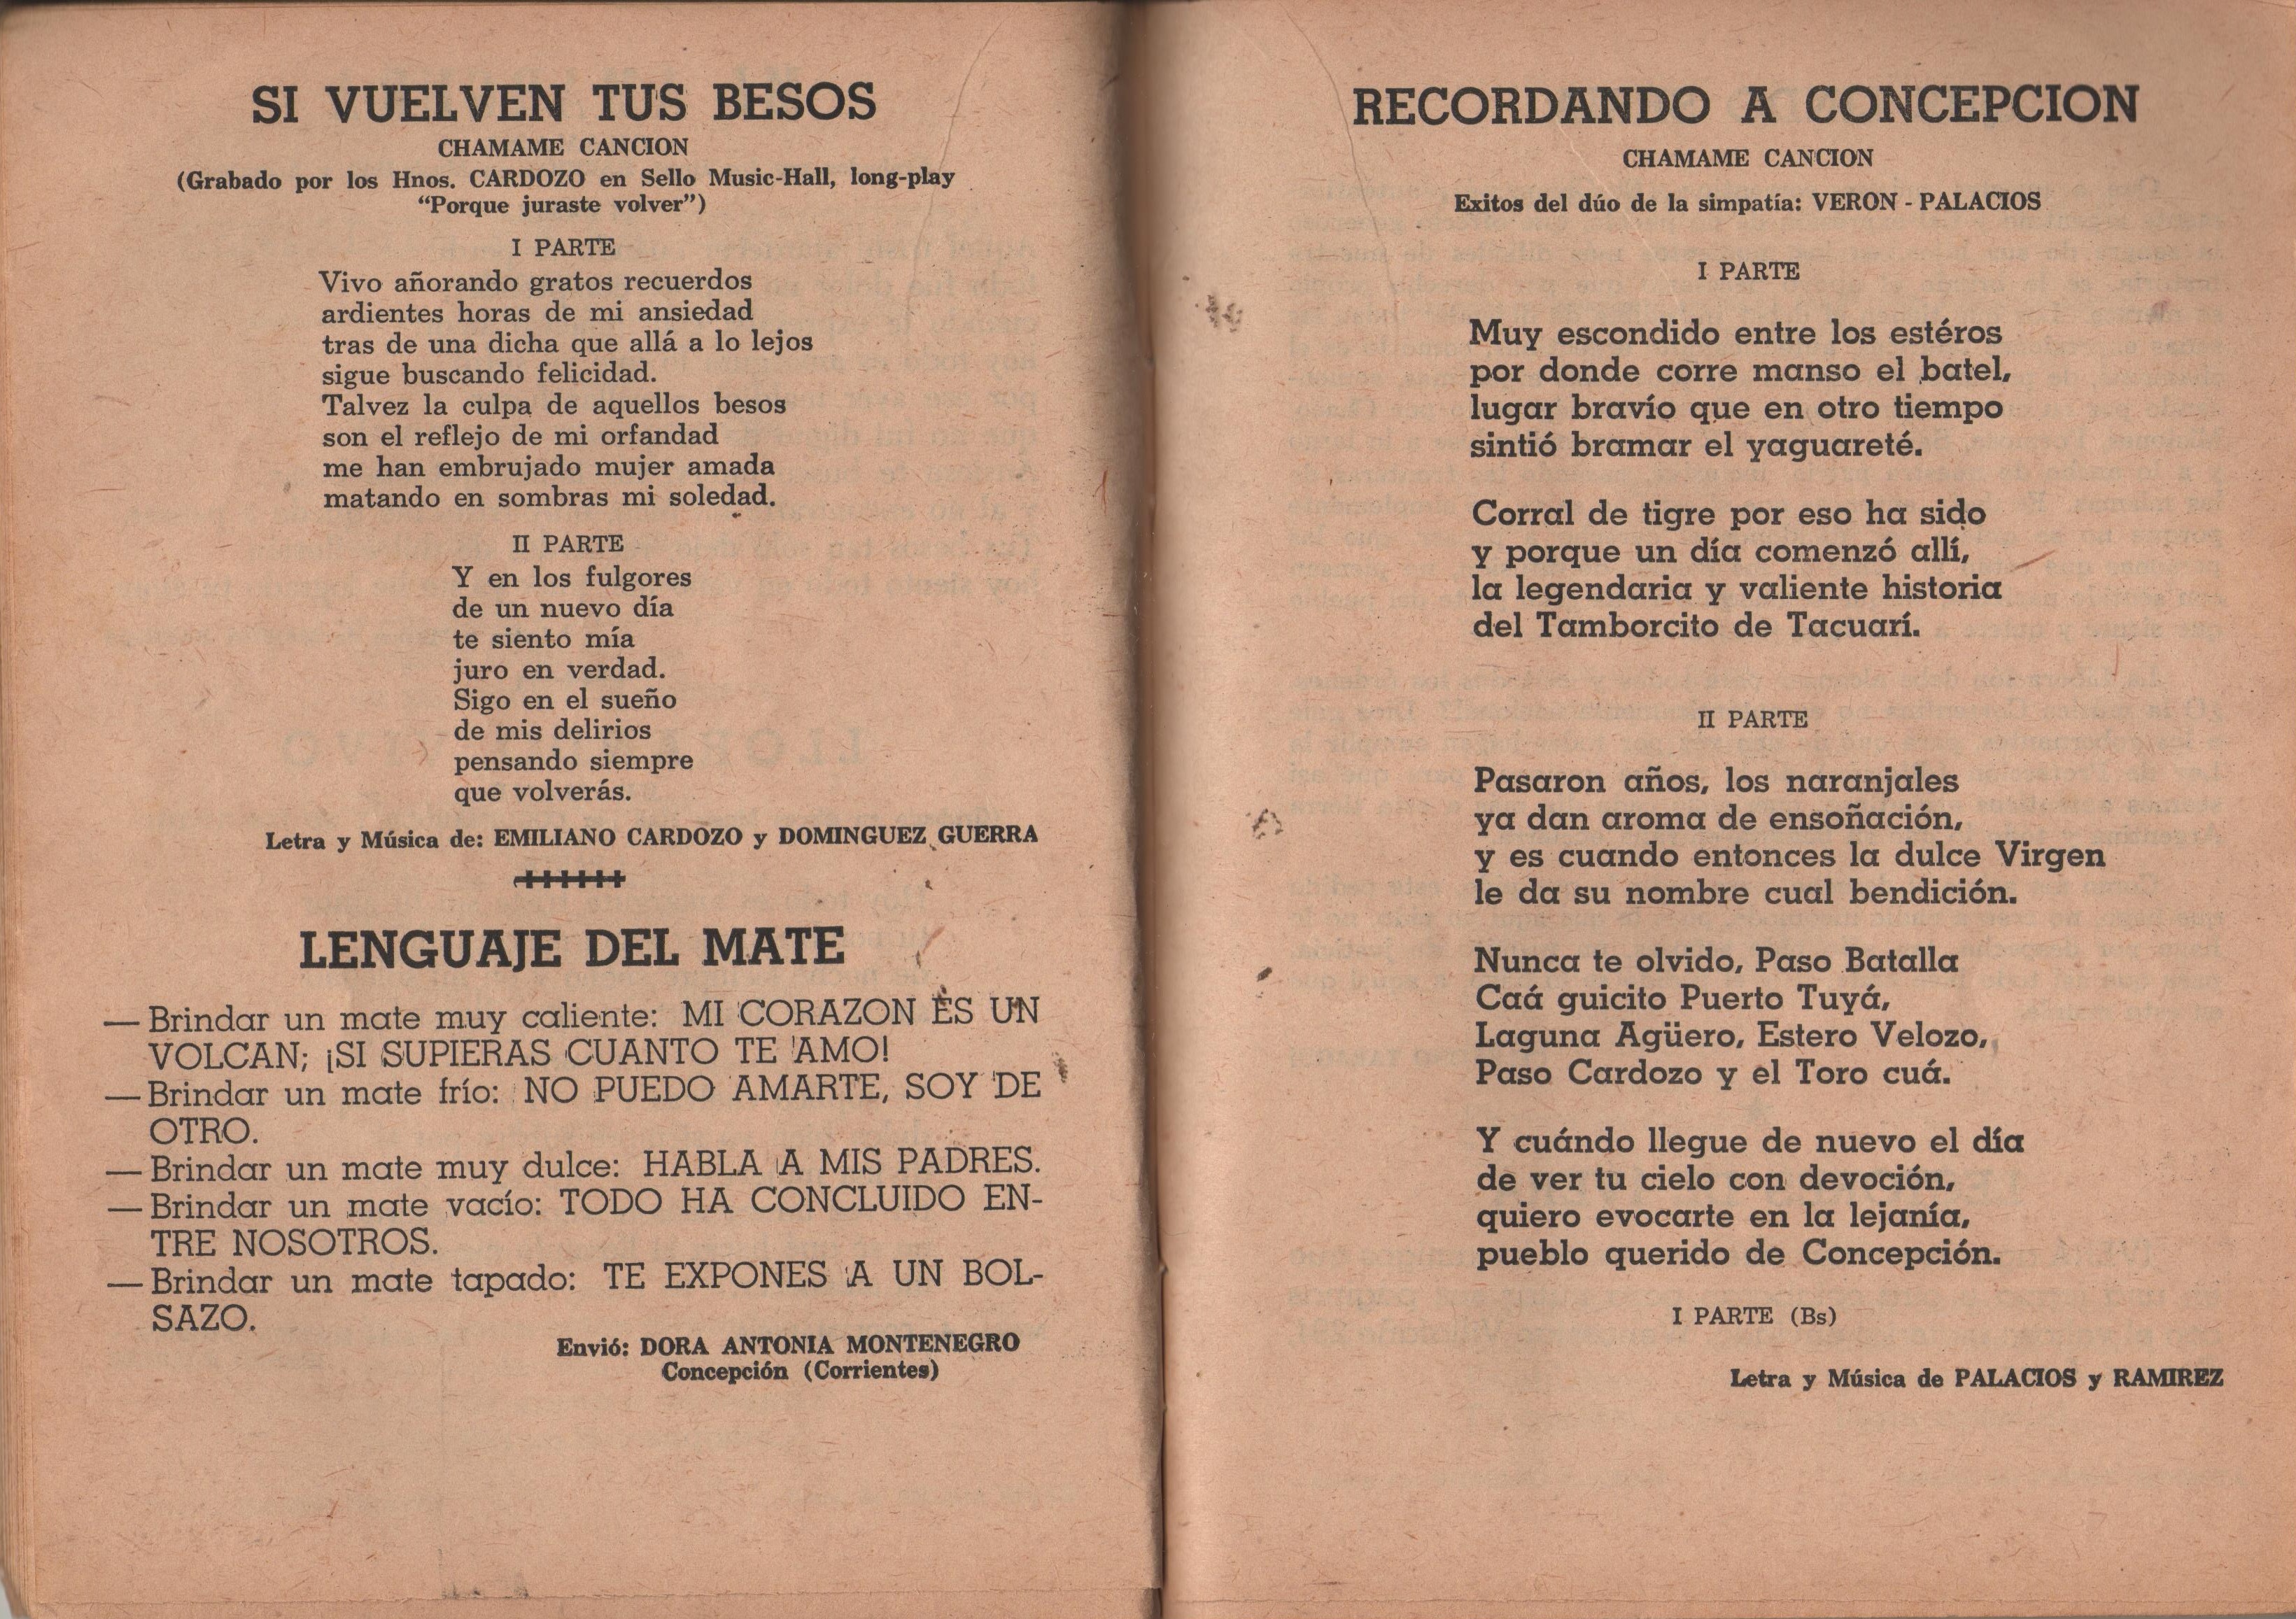 SI VUELVEN TUS BESOS
CHAMAME CANCION
(Grabado por los Hnos. CARDOZO en Sello Music-Hall, long-play
“Porque juraste volver”)
I PARTE
Vivo añorando gratos recuerdos
ardientes horas de mi ansiedad
tras de una dicha que allá a lo lejos
sigue buscando felicidad.
Talvez la culpa de aquellos besos
son el reflejo de mi orfandad
me han embrujado mujer amada
matando en sombras mi soledad.
II PARTE
Y en los fulgores
de un nuevo día
te siento mía
juro en verdad.
Sigo en el sueño
de mis delirios
pensando siempre
que volverás.
Letra y Música de: EMILIANO CARDOZO y DOMINGUEZ GUERRA
LENGUAJE DEL MATE
— Brindar un mate muy caliente: MI CORAZON ES UN
VOLCAN; ¡SI SUPIERAS CUANTO TE AMO!
— Brindar un mate frío: NO PUEDO AMARTE, SOY DE
OTRO.
— Brindar un mate muy dulce: HABLA A MIS PADRES.
— Brindar un mate vacío: TODO HA CONCLUIDO EN-
TRE NOSOTROS.
— Brindar un mate tapado: TE EXPONES A UN BOL-
SAZO.
Envió: DORA ANTONIA MONTENEGRO
Concepción (Corrientes)
RECORDANDO A CONCEPCION
CHAMAME CANCION
Exitos del dúo de la simpatía: VERON - PALACIOS
I PARTE
Muy escondido entre los estéros
por donde corre manso el batel,
lugar bravío que en otro tiempo
sintió bramar el yaguareté.
Corral de tigre por eso ha sido
y porque un día comenzó allí,
la legendaria y valiente historia
del Tamborcito de Tacuarí.
II PARTE
Pasaron años, los naranjales
ya dan aroma de ensoñación,
y es cuando entonces la dulce Virgen
le da su nombre cual bendición.
Nunca te olvido, Paso Batalla
Caá guicito Puerto Tuyá,
Laguna Agüero, Estero Velozo,
Paso Cardozo y el Toro cuá.
Y cuándo llegue de nuevo el día
de ver tu cielo con devoción,
quiero evocarte en la lejanía,
pueblo querido de Concepción.
I PARTE (Bs)
Letra y Música de PALACIOS y RAMIREZ